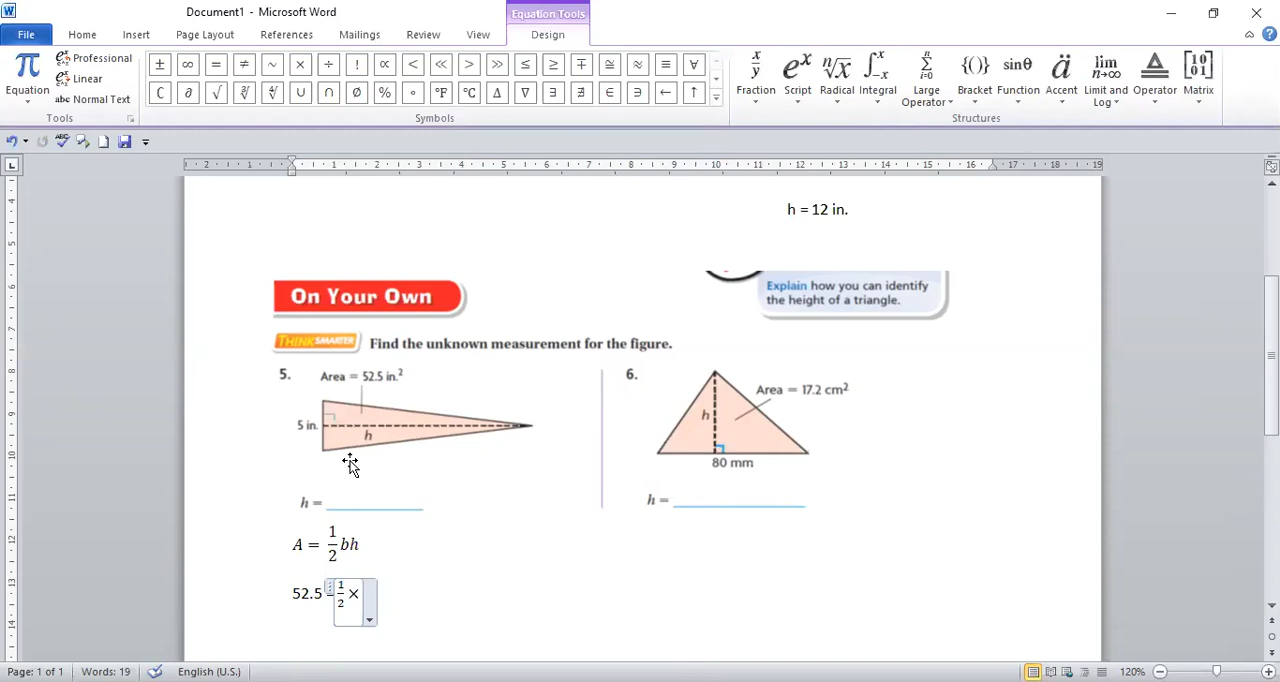 Document1 - Microsoft Word
Equation Tools
File Home Insert Page Layout References Mailings Review View Design
π Equation
Professional
Linear
abc Normal Text
Tools
± ∞ = ≠ ~ × ÷ ! ∝ < ≪ > ≫ ≤ ≥ ∓ ≅ ≈ ≡ ∀
∁ ∂ √ ∛ ∜ ∪ ∩ ∅ % ° °F °C ∆ ∇ ∃ ∄ ∈ ∋ ← ↑
Symbols
Fraction Script Radical Integral Large Operator Bracket Function Accent Limit and Log Operator Matrix
Structures
h = 12 in.
On Your Own
Explain how you can identify
the height of a triangle.
THINK SMARTER Find the unknown measurement for the figure.
5. Area = 52.5 in.²
5 in.
h
h =
6.
Area = 17.2 cm²
h
80 mm
h =
A = 1/2 bh
52.5 = 1/2 ×
Page: 1 of 1 Words: 19 English (U.S.) 120%